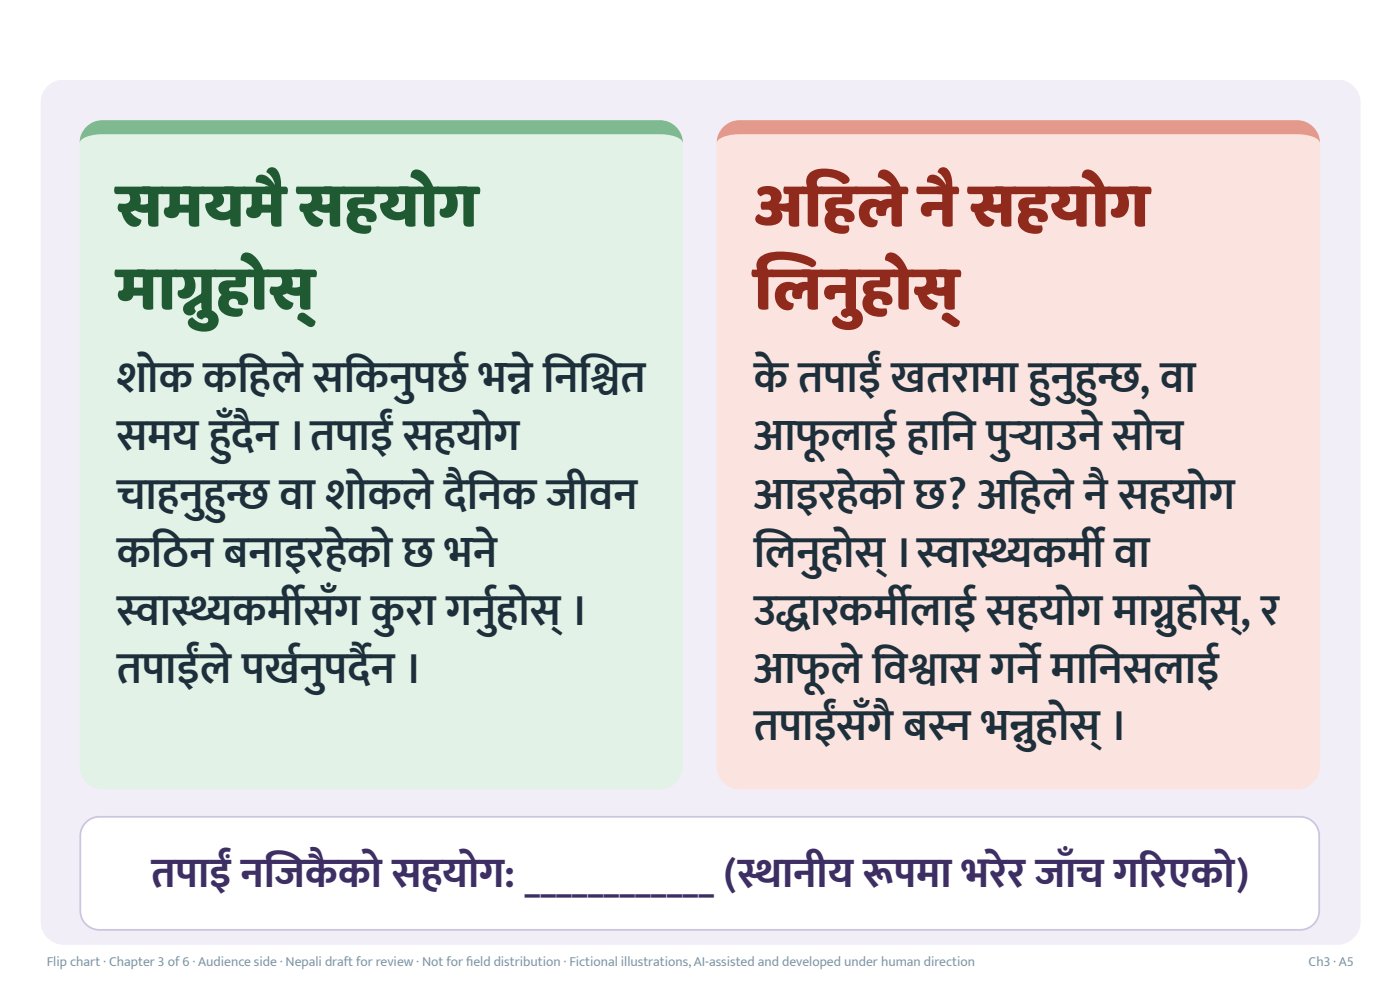 समयमै सहयोग
माग्नुहोस्
शोक कहिले सकिनुपर्छ भन्ने निश्चित
समय हुँदैन । तपाईं सहयोग
चाहनुहुन्छ वा शोकले दैनिक जीवन
कठिन बनाइरहेको छ भने
स्वास्थ्यकर्मीसँग कुरा गर्नुहोस् ।
तपाईंले पर्खनुपर्दैन ।
अहिले नै सहयोग
लिनुहोस्
के तपाईं खतरामा हुनुहुन्छ, वा
आफूलाई हानि पुऱ्याउने सोच
आइरहेको छ? अहिले नै सहयोग
लिनुहोस् । स्वास्थ्यकर्मी वा
उद्धारकर्मीलाई सहयोग माग्नुहोस्, र
आफूले विश्वास गर्ने मानिसलाई
तपाईंसँगै बस्न भन्नुहोस् ।
तपाईं नजिकैको सहयोग: ____________ (स्थानीय रूपमा भरेर जाँच गरिएको)
Flip chart · Chapter 3 of 6 · Audience side · Nepali draft for review · Not for field distribution · Fictional illustrations, AI-assisted and developed under human direction
Ch3 · A5